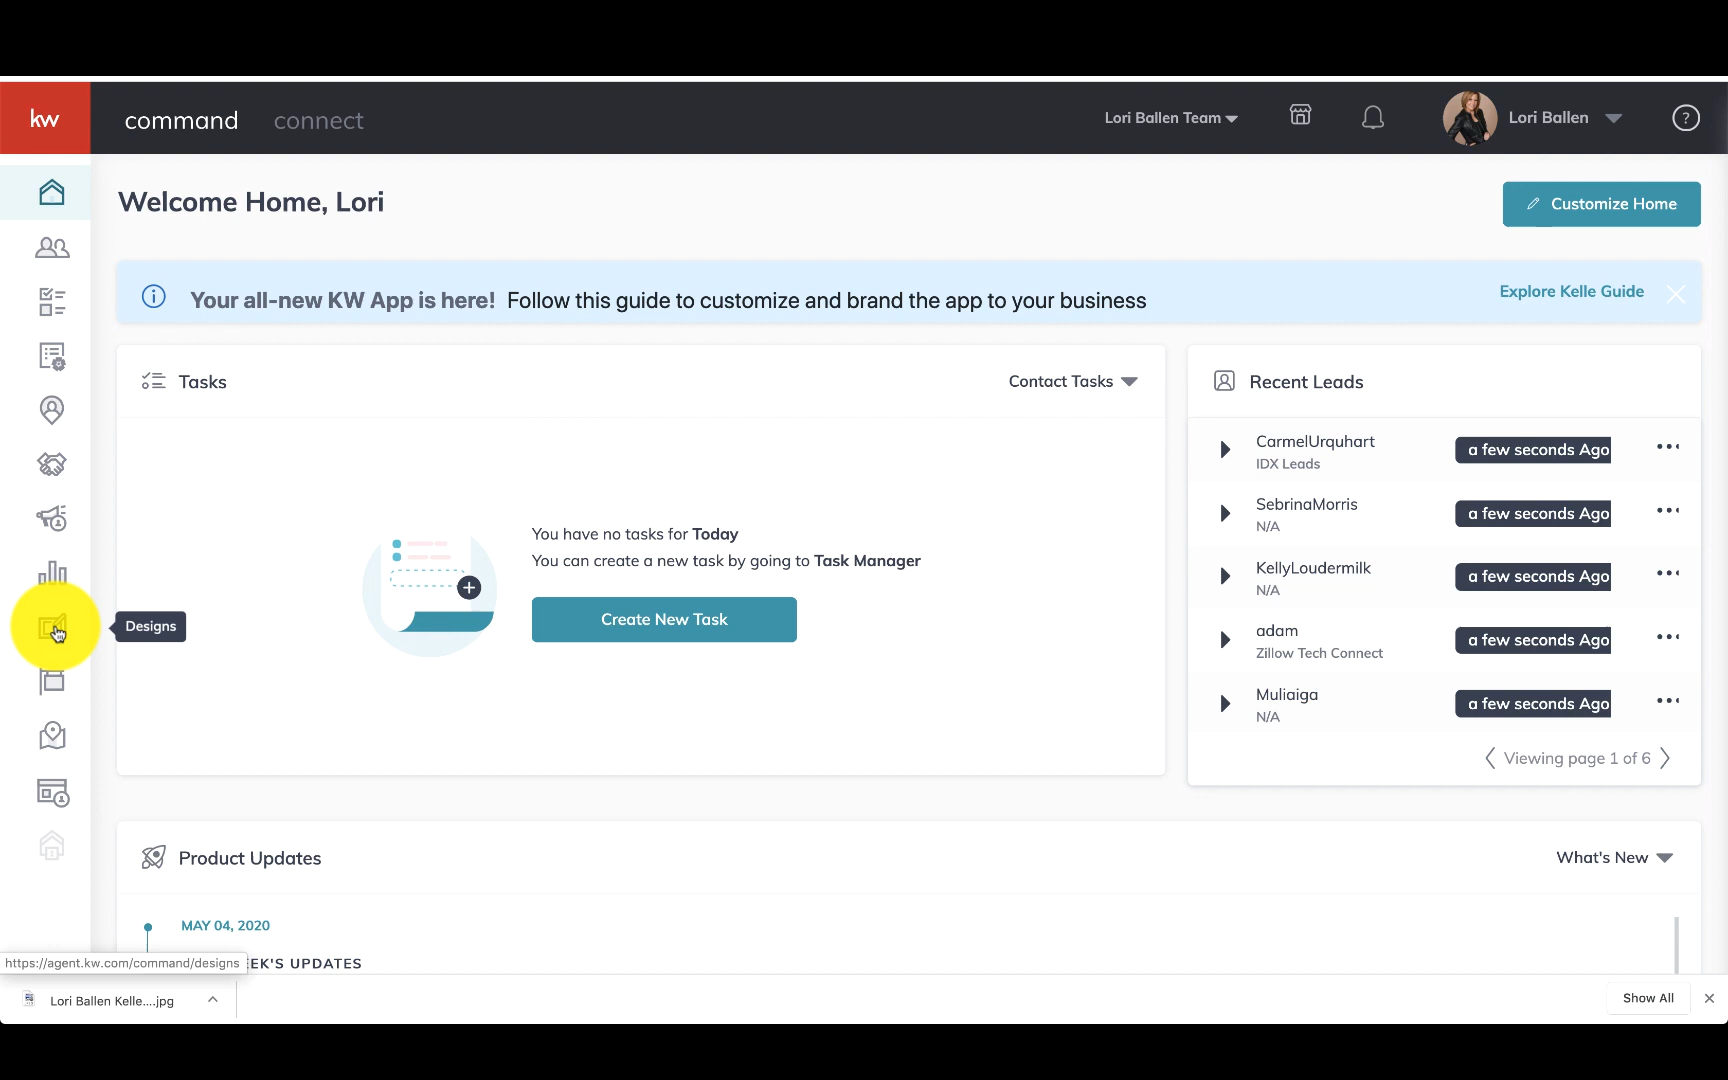 kw
command
connect
Lori Ballen Team
Lori Ballen
?
Welcome Home, Lori
Customize Home
Your all-new KW App is here! Follow this guide to customize and brand the app to your business
Explore Kelle Guide
Tasks
Contact Tasks
You have no tasks for Today
You can create a new task by going to Task Manager
Create New Task
Designs
Recent Leads
CarmelUrquhart
IDX Leads
a few seconds Ago
SebrinaMorris
N/A
a few seconds Ago
KellyLoudermilk
N/A
a few seconds Ago
adam
Zillow Tech Connect
a few seconds Ago
Muliaiga
N/A
a few seconds Ago
Viewing page 1 of 6
Product Updates
What's New
MAY 04, 2020
EEK'S UPDATES
https://agent.kw.com/command/designs
Lori Ballen Kelle....jpg
Show All